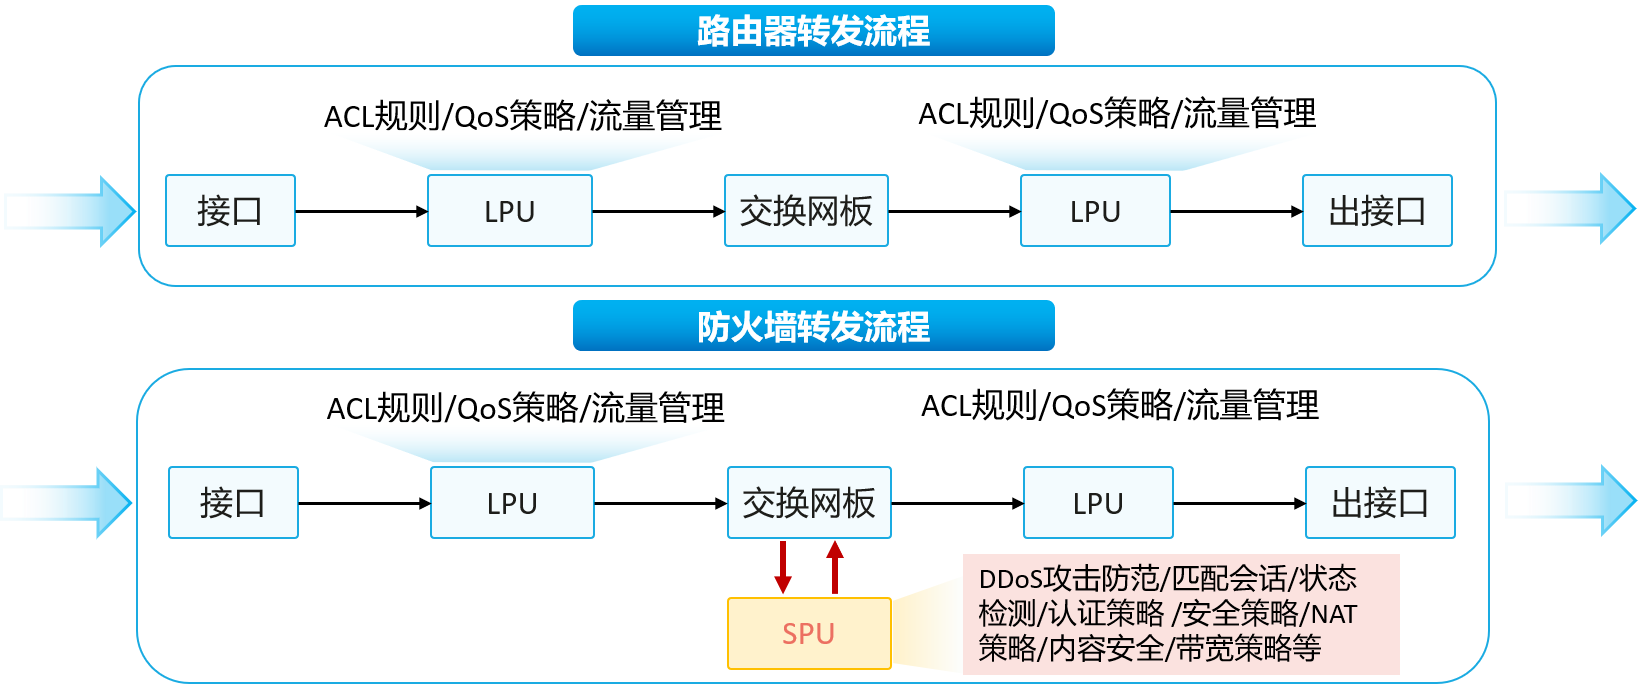 路由器转发流程
ACL规则/QoS策略/流量管理
ACL规则/QoS策略/流量管理
接口
LPU
交换网板
LPU
出接口
防火墙转发流程
ACL规则/QoS策略/流量管理
ACL规则/QoS策略/流量管理
接口
LPU
交换网板
LPU
出接口
SPU
DDoS攻击防范/匹配会话/状态
检测/认证策略 /安全策略/NAT
策略/内容安全/带宽策略等